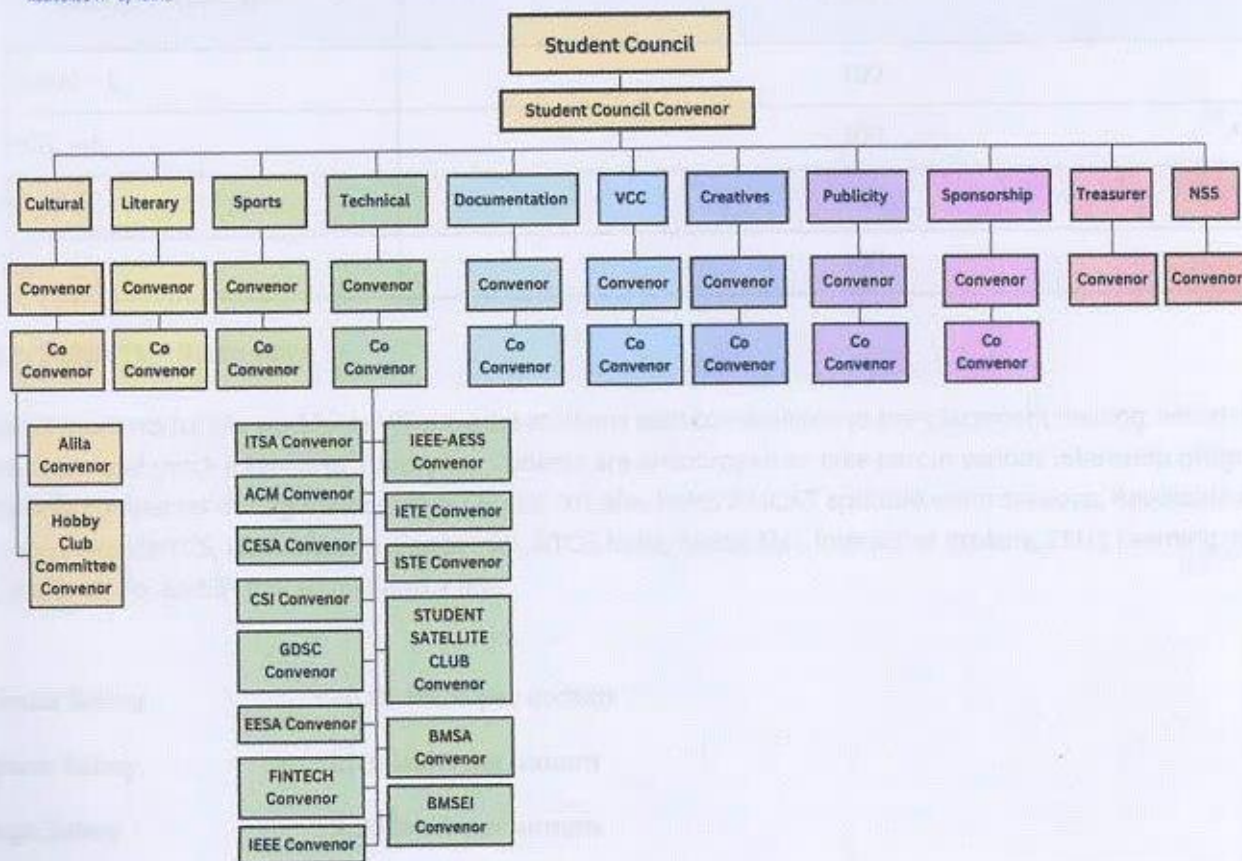 Student Council
Student Council Convenor
Cultural
Literary
Sports
Technical
Documentation
VCC
Creatives
Publicity
Sponsorship
Treasurer
NSS
Convenor
Convenor
Convenor
Convenor
Convenor
Convenor
Convenor
Convenor
Convenor
Convenor
Convenor
Co
Convenor
Co
Convenor
Co
Convenor
Co
Convenor
Co
Convenor
Co
Convenor
Co
Convenor
Co
Convenor
Co
Convenor
Alila
Convenor
Hobby
Club
Committee
Convenor
ITSA Convenor
ACM Convenor
CESA Convenor
CSI Convenor
GDSC
Convenor
EESA Convenor
FINTECH
Convenor
IEEE Convenor
IEEE-AESS
Convenor
IETE Convenor
ISTE Convenor
STUDENT
SATELLITE
CLUB
Convenor
BMSA
Convenor
BMSEI
Convenor